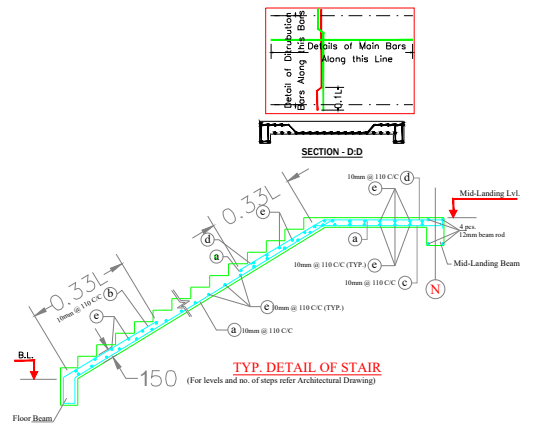 Detail of Ditrubution
Bars Along this Bars
Details of Main Bars
Along this Line
0.1L
SECTION - D:D
10mm @ 110 C/C d
e
Mid-Landing Lvl.
0.33L
e
d
a
4 pcs.
12mm beam rod
a
10mm @ 110 C/C (TYP.) e
Mid-Landing Beam
10mm @ 110 C/C c
N
0.33L
10mm @ 110 C/C b
e
e 10mm @ 110 C/C (TYP.)
a 10mm @ 110 C/C
B.L.
150
TYP. DETAIL OF STAIR
(For levels and no. of steps refer Architectural Drawing)
Floor Beam